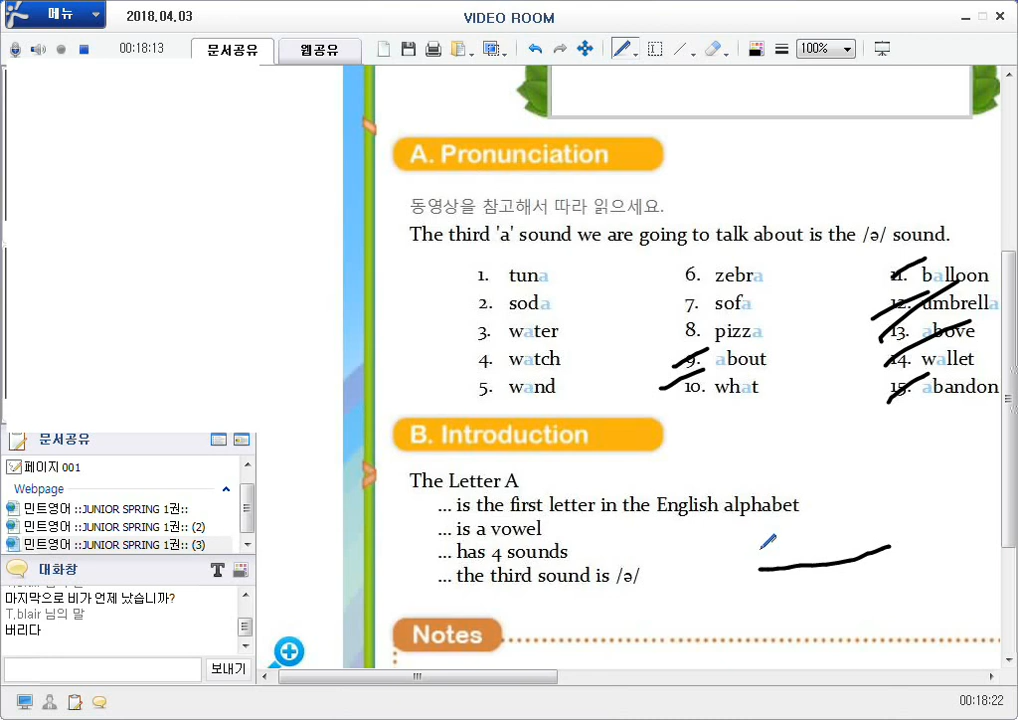 메뉴 2018.04.03 VIDEO ROOM
00:18:13 문서공유 웹공유 100%
A. Pronunciation
동영상을 참고해서 따라 읽으세요.
The third 'a' sound we are going to talk about is the /ə/ sound.
1. tuna 6. zebra 11. balloon
2. soda 7. sofa 12. umbrella
3. water 8. pizza 13. above
4. watch 9. about 14. wallet
5. wand 10. what 15. abandon
B. Introduction
The Letter A
... is the first letter in the English alphabet
... is a vowel
... has 4 sounds
... the third sound is /ə/
Notes
문서공유
페이지 001
Webpage
민트영어 ::JUNIOR SPRING 1권::
민트영어 ::JUNIOR SPRING 1권:: (2)
민트영어 ::JUNIOR SPRING 1권:: (3)
대화창 T
마지막으로 비가 언제 났습니까?
T.blair 님의 말
버리다
보내기
00:18:22